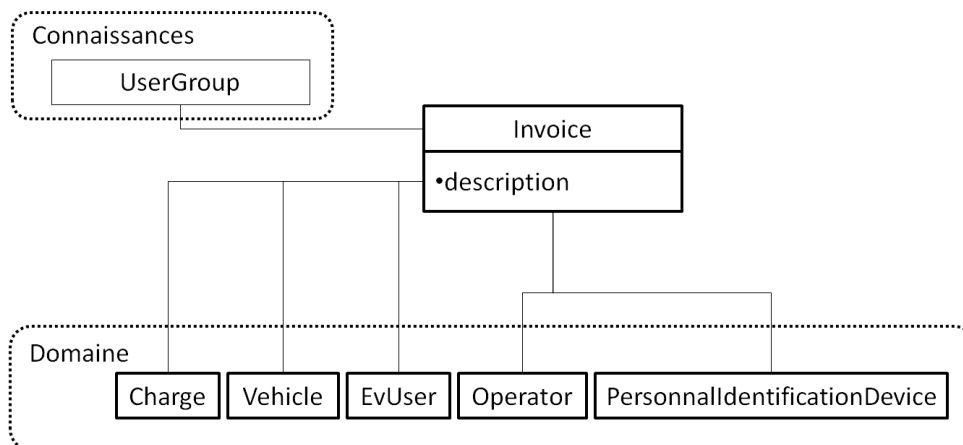 Connaissances
UserGroup
Invoice
•description
Domaine
Charge
Vehicle
EvUser
Operator
PersonnalIdentificationDevice